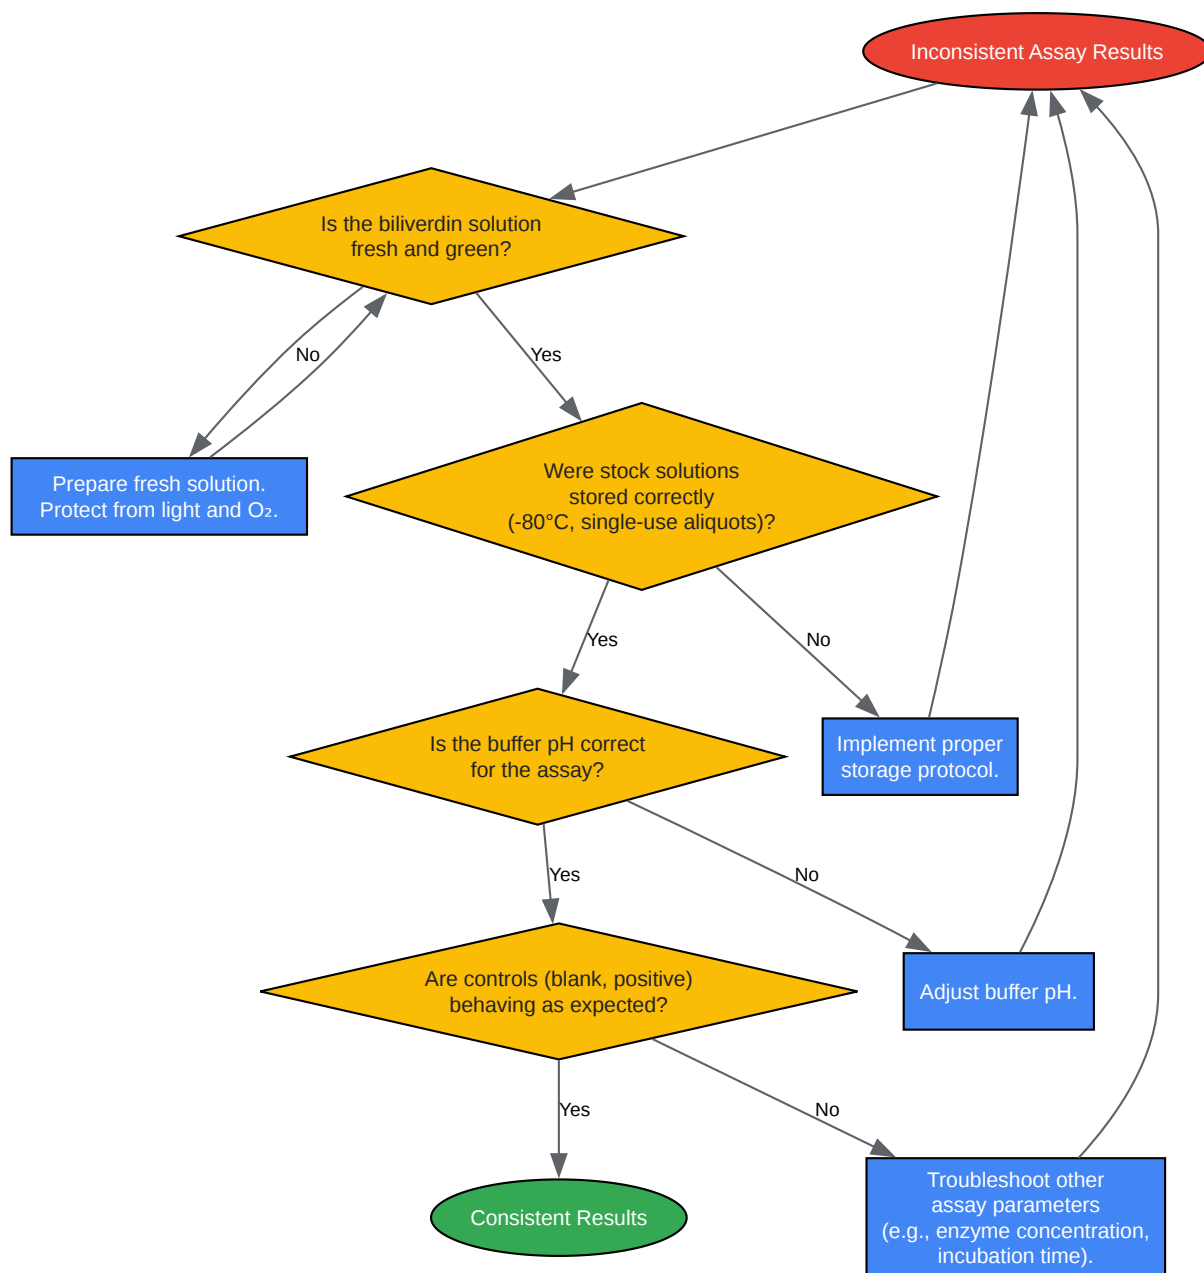 Inconsistent Assay Results
Is the biliverdin solution
fresh and green?
No
Yes
Prepare fresh solution.
Protect from light and O₂.
Were stock solutions
stored correctly
(-80°C, single-use aliquots)?
Yes
No
Is the buffer pH correct
for the assay?
Implement proper
storage protocol.
Yes
No
Are controls (blank, positive)
behaving as expected?
Adjust buffer pH.
Yes
No
Consistent Results
Troubleshoot other
assay parameters
(e.g., enzyme concentration,
incubation time).